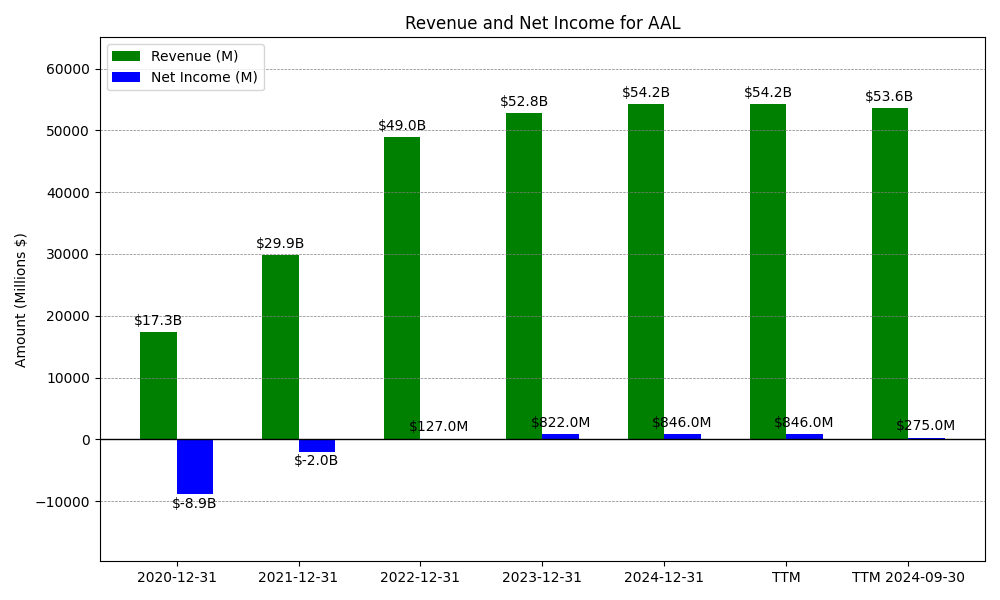 Revenue and Net Income for AAL
Revenue (M)
Net Income (M)
Amount (Millions $)
60000
50000
40000
30000
20000
10000
0
−10000
$17.3B
$29.9B
$49.0B
$52.8B
$54.2B
$54.2B
$53.6B
$-8.9B
$-2.0B
$127.0M
$822.0M
$846.0M
$846.0M
$275.0M
2020-12-31
2021-12-31
2022-12-31
2023-12-31
2024-12-31
TTM
TTM 2024-09-30